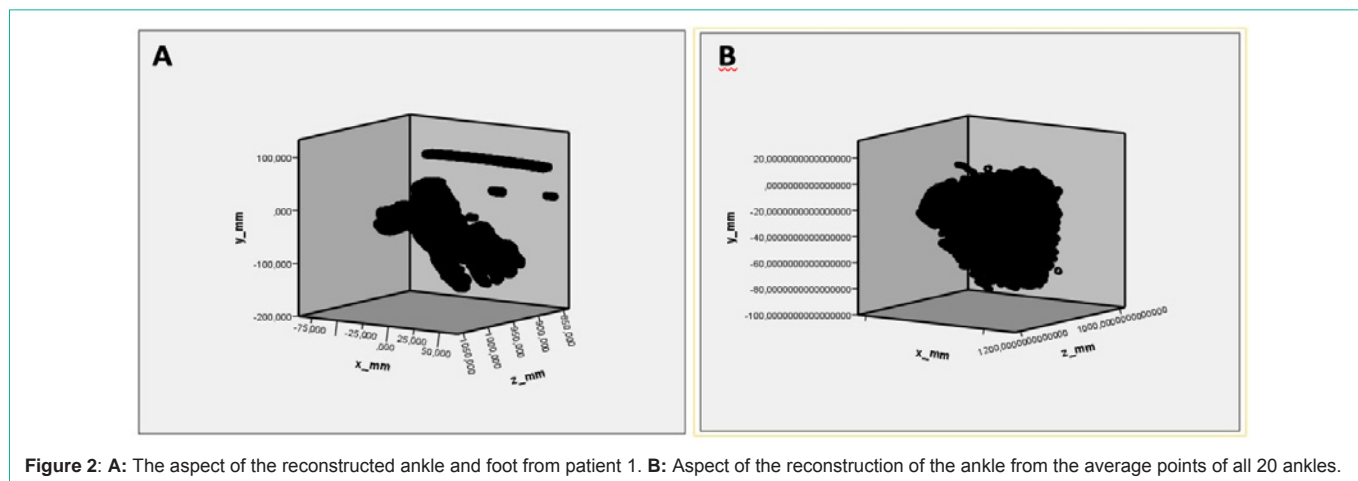 A
100,000
,000
-100,000
-200,000
y_mm
-75,000
-25,000
,000
25,000
50,000
x_mm
1050,000
1000,000
950,000
900,000
850,000
z_mm
B
20,0000000000000000
,0000000000000000
-20,0000000000000000
-40,0000000000000000
-60,0000000000000000
-80,0000000000000000
-100,0000000000000000
y_mm
x_mm
1200,0000000000000
1000,0000000000000
z_mm
Figure 2: A: The aspect of the reconstructed ankle and foot from patient 1. B: Aspect of the reconstruction of the ankle from the average points of all 20 ankles.